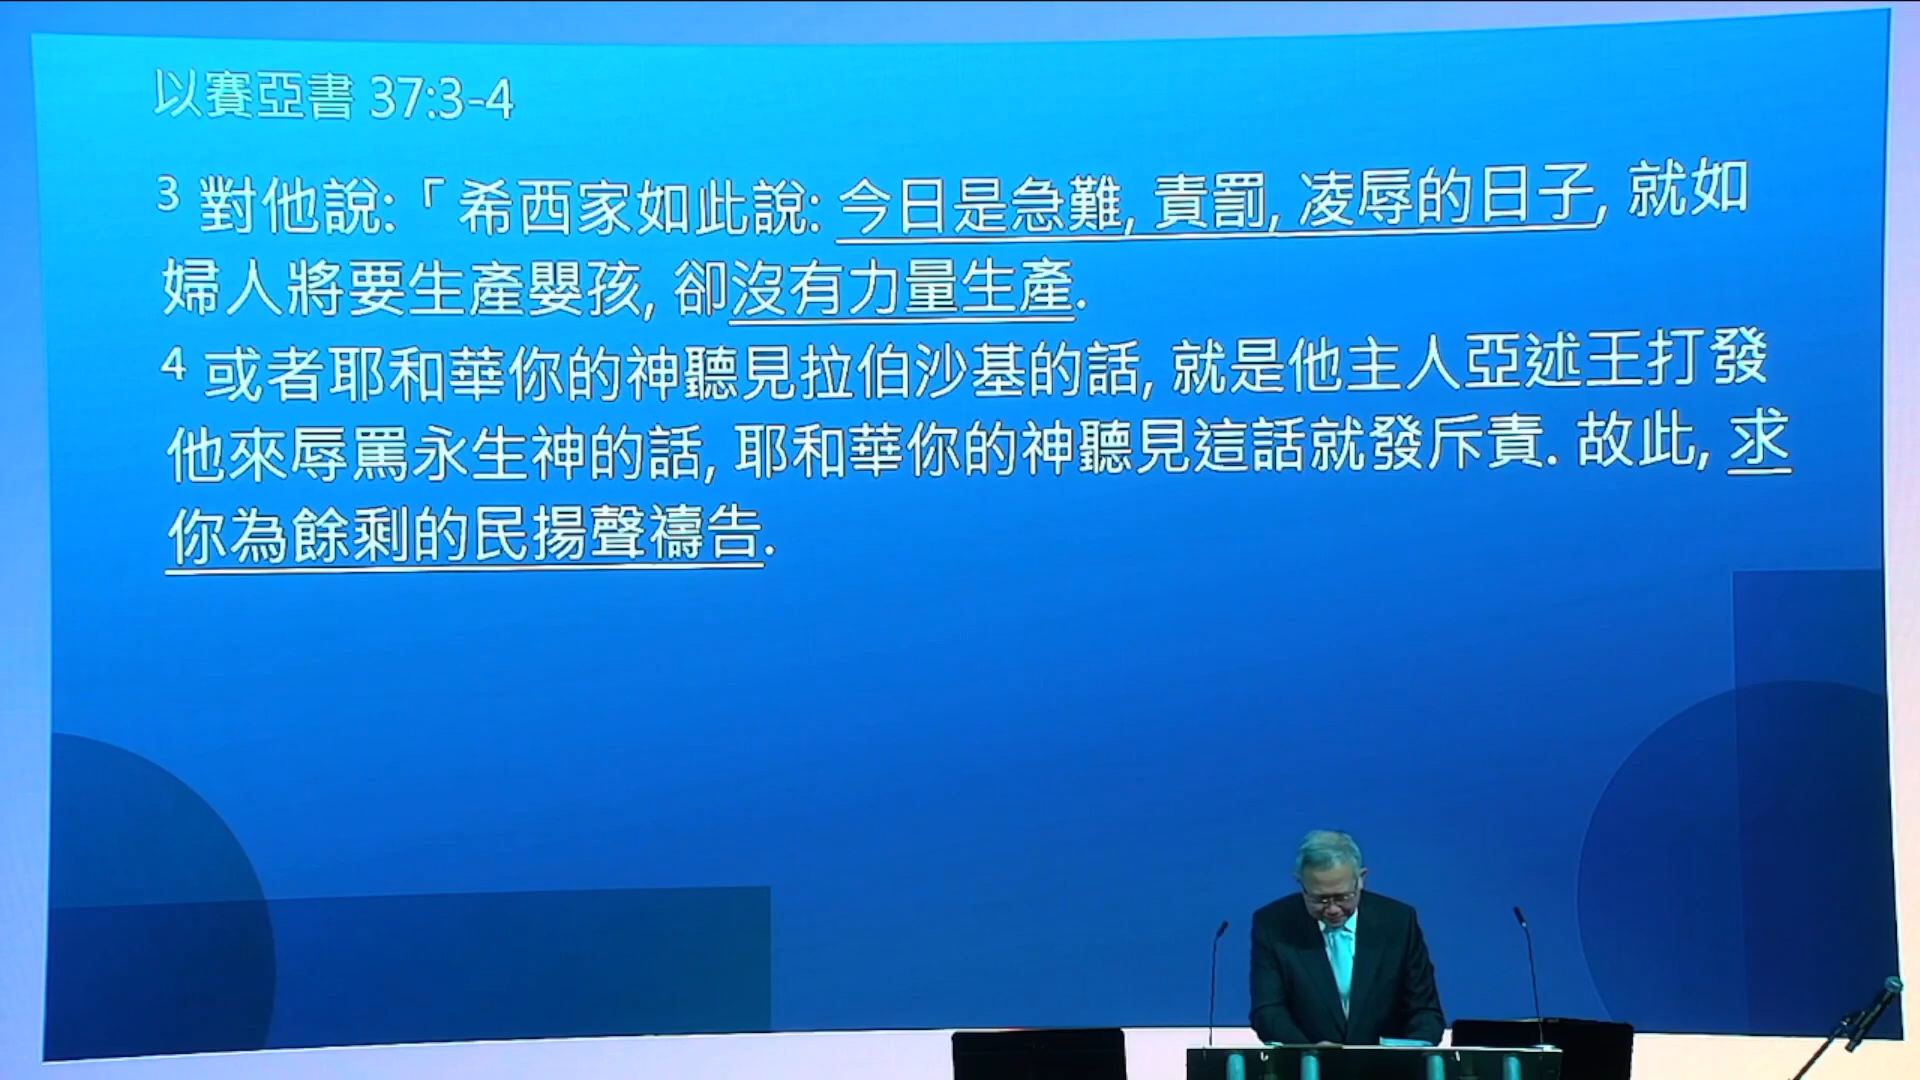 以賽亞書 37:3-4
3 對他說:「希西家如此說: 今日是急難, 責罰, 凌辱的日子, 就如
婦人將要生產嬰孩, 卻沒有力量生產.
4 或者耶和華你的神聽見拉伯沙基的話, 就是他主人亞述王打發
他來辱罵永生神的話, 耶和華你的神聽見這話就發斥責. 故此, 求
你為餘剩的民揚聲禱告.